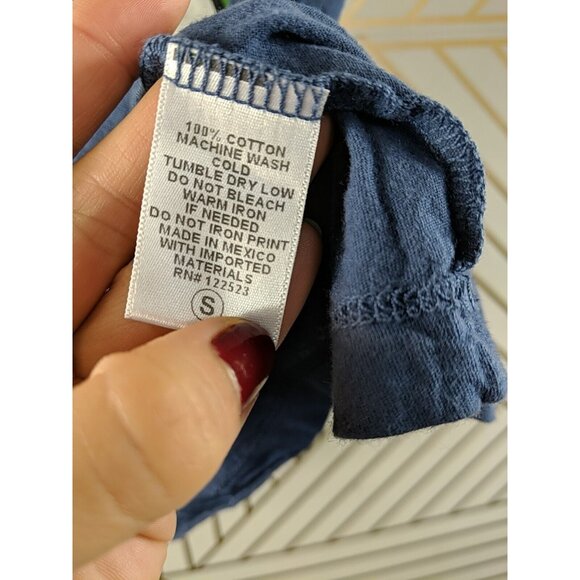 100% COTTON
MACHINE WASH
COLD
TUMBLE DRY LOW
DO NOT BLEACH
WARM IRON
IF NEEDED
DO NOT IRON PRINT
MADE IN MEXICO
WITH IMPORTED
MATERIALS
RN# 122523
S